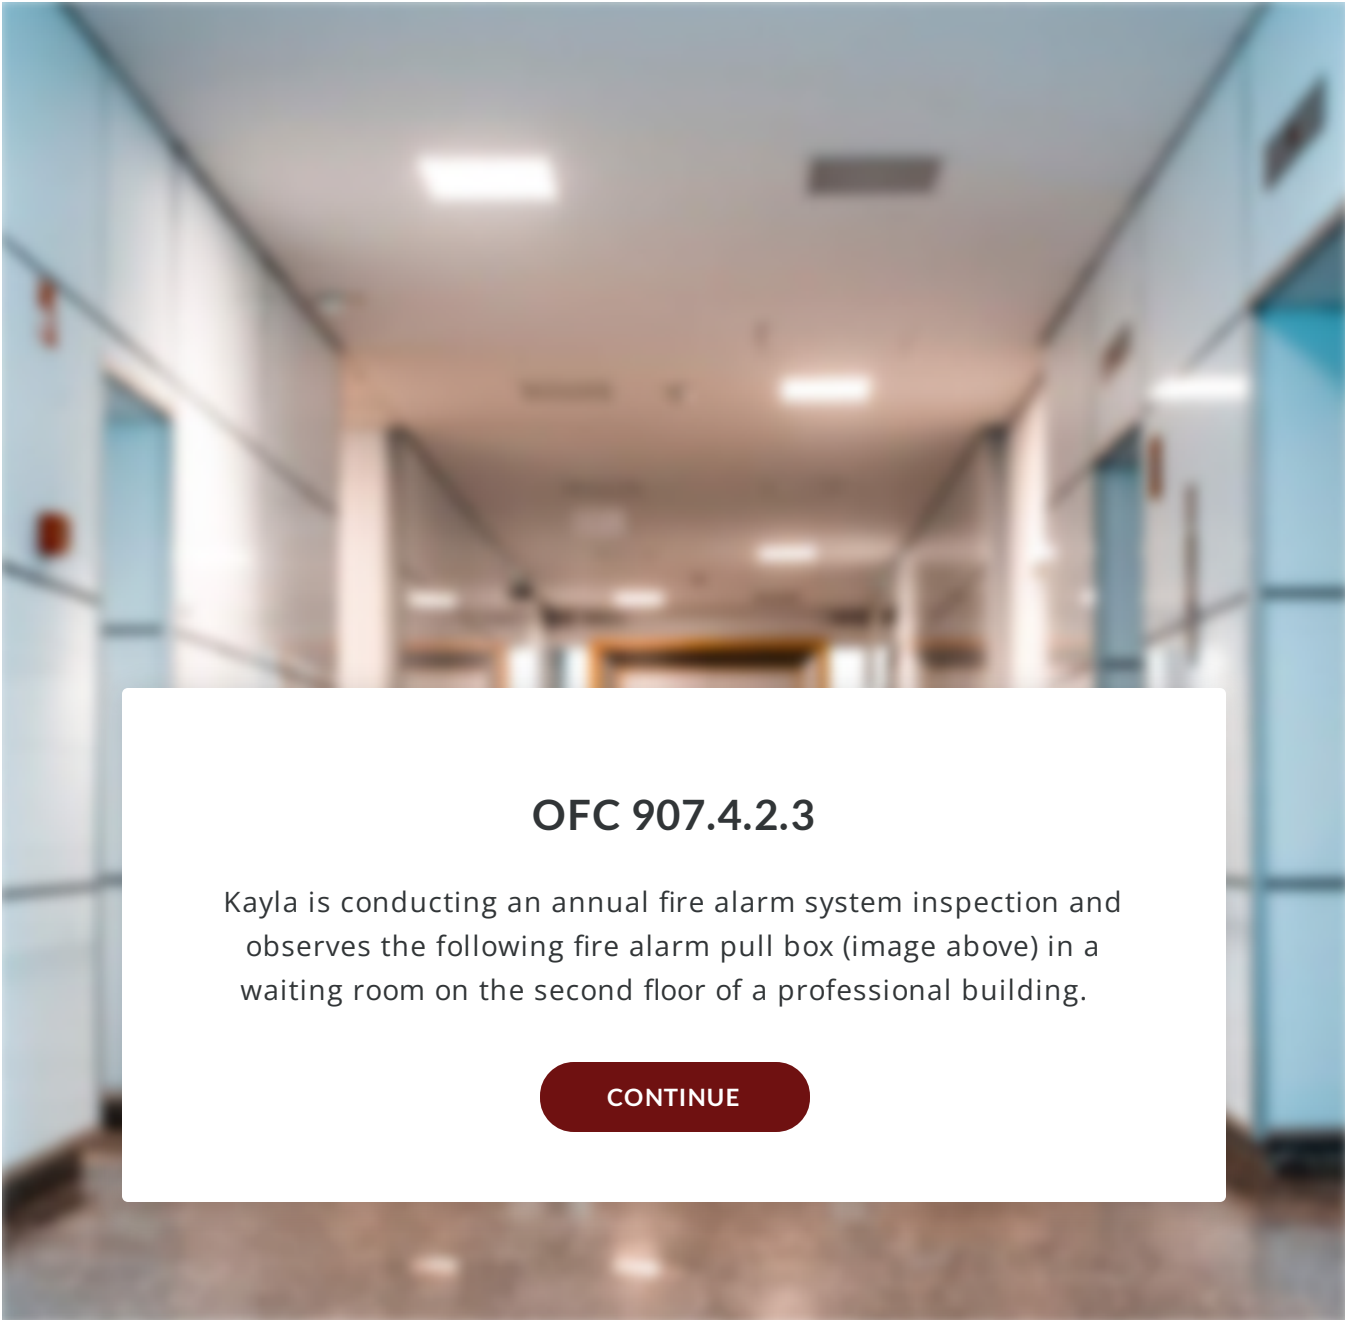 OFC 907.4.2.3
Kayla is conducting an annual fire alarm system inspection and
observes the following fire alarm pull box (image above) in a
waiting room on the second floor of a professional building.
CONTINUE